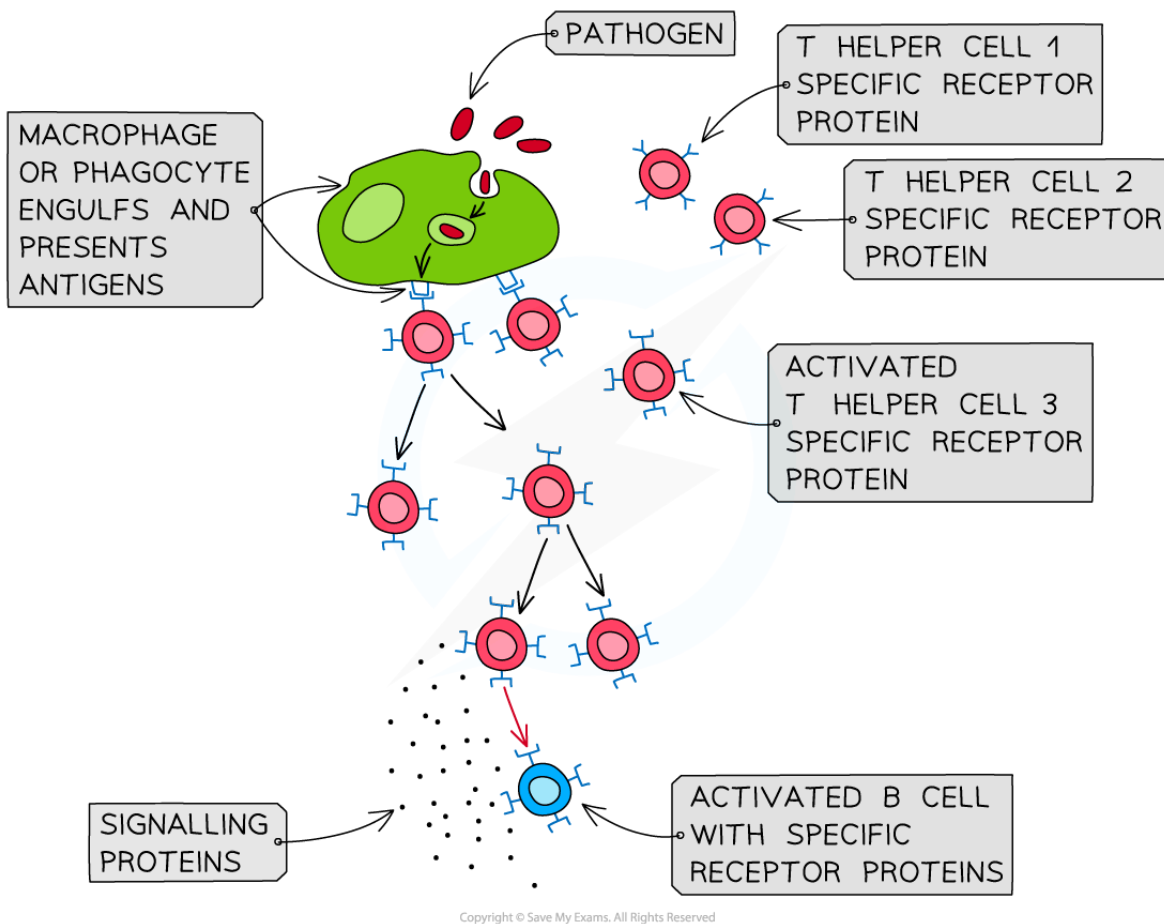 PATHOGEN
T HELPER CELL 1
SPECIFIC RECEPTOR
PROTEIN
MACROPHAGE
OR PHAGOCYTE
ENGULFS AND
PRESENTS
ANTIGENS
T HELPER CELL 2
SPECIFIC RECEPTOR
PROTEIN
ACTIVATED
T HELPER CELL 3
SPECIFIC RECEPTOR
PROTEIN
SIGNALLING
PROTEINS
ACTIVATED B CELL
WITH SPECIFIC
RECEPTOR PROTEINS
Copyright © Save My Exams. All Rights Reserved